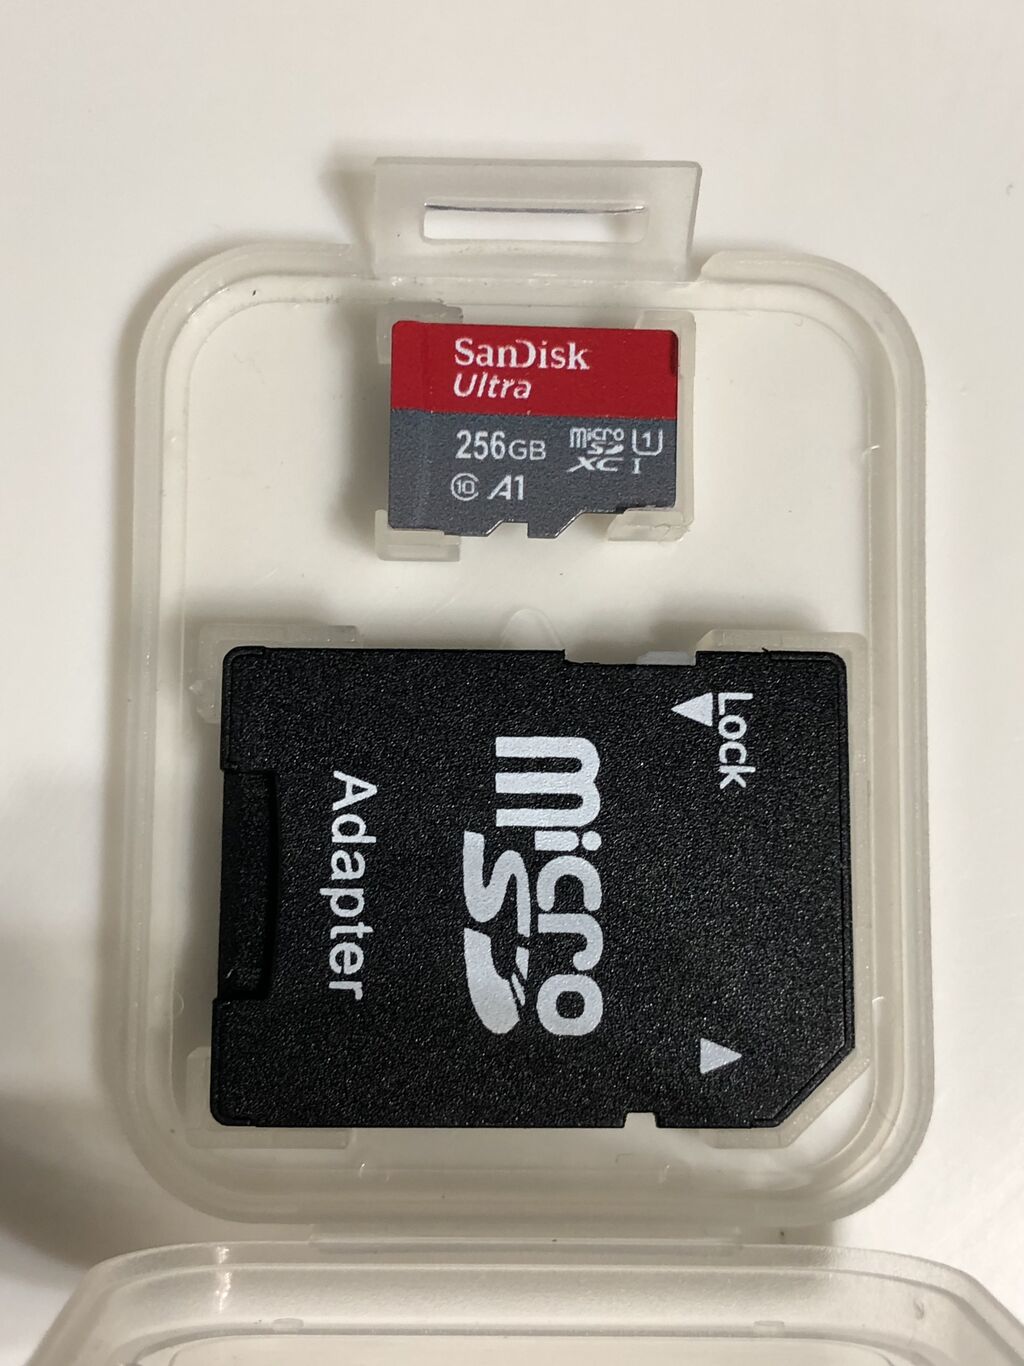 SanDisk
Ultra
256GB
micro SD XC I
U1
10 A1
Lock
micro
SD
Adapter